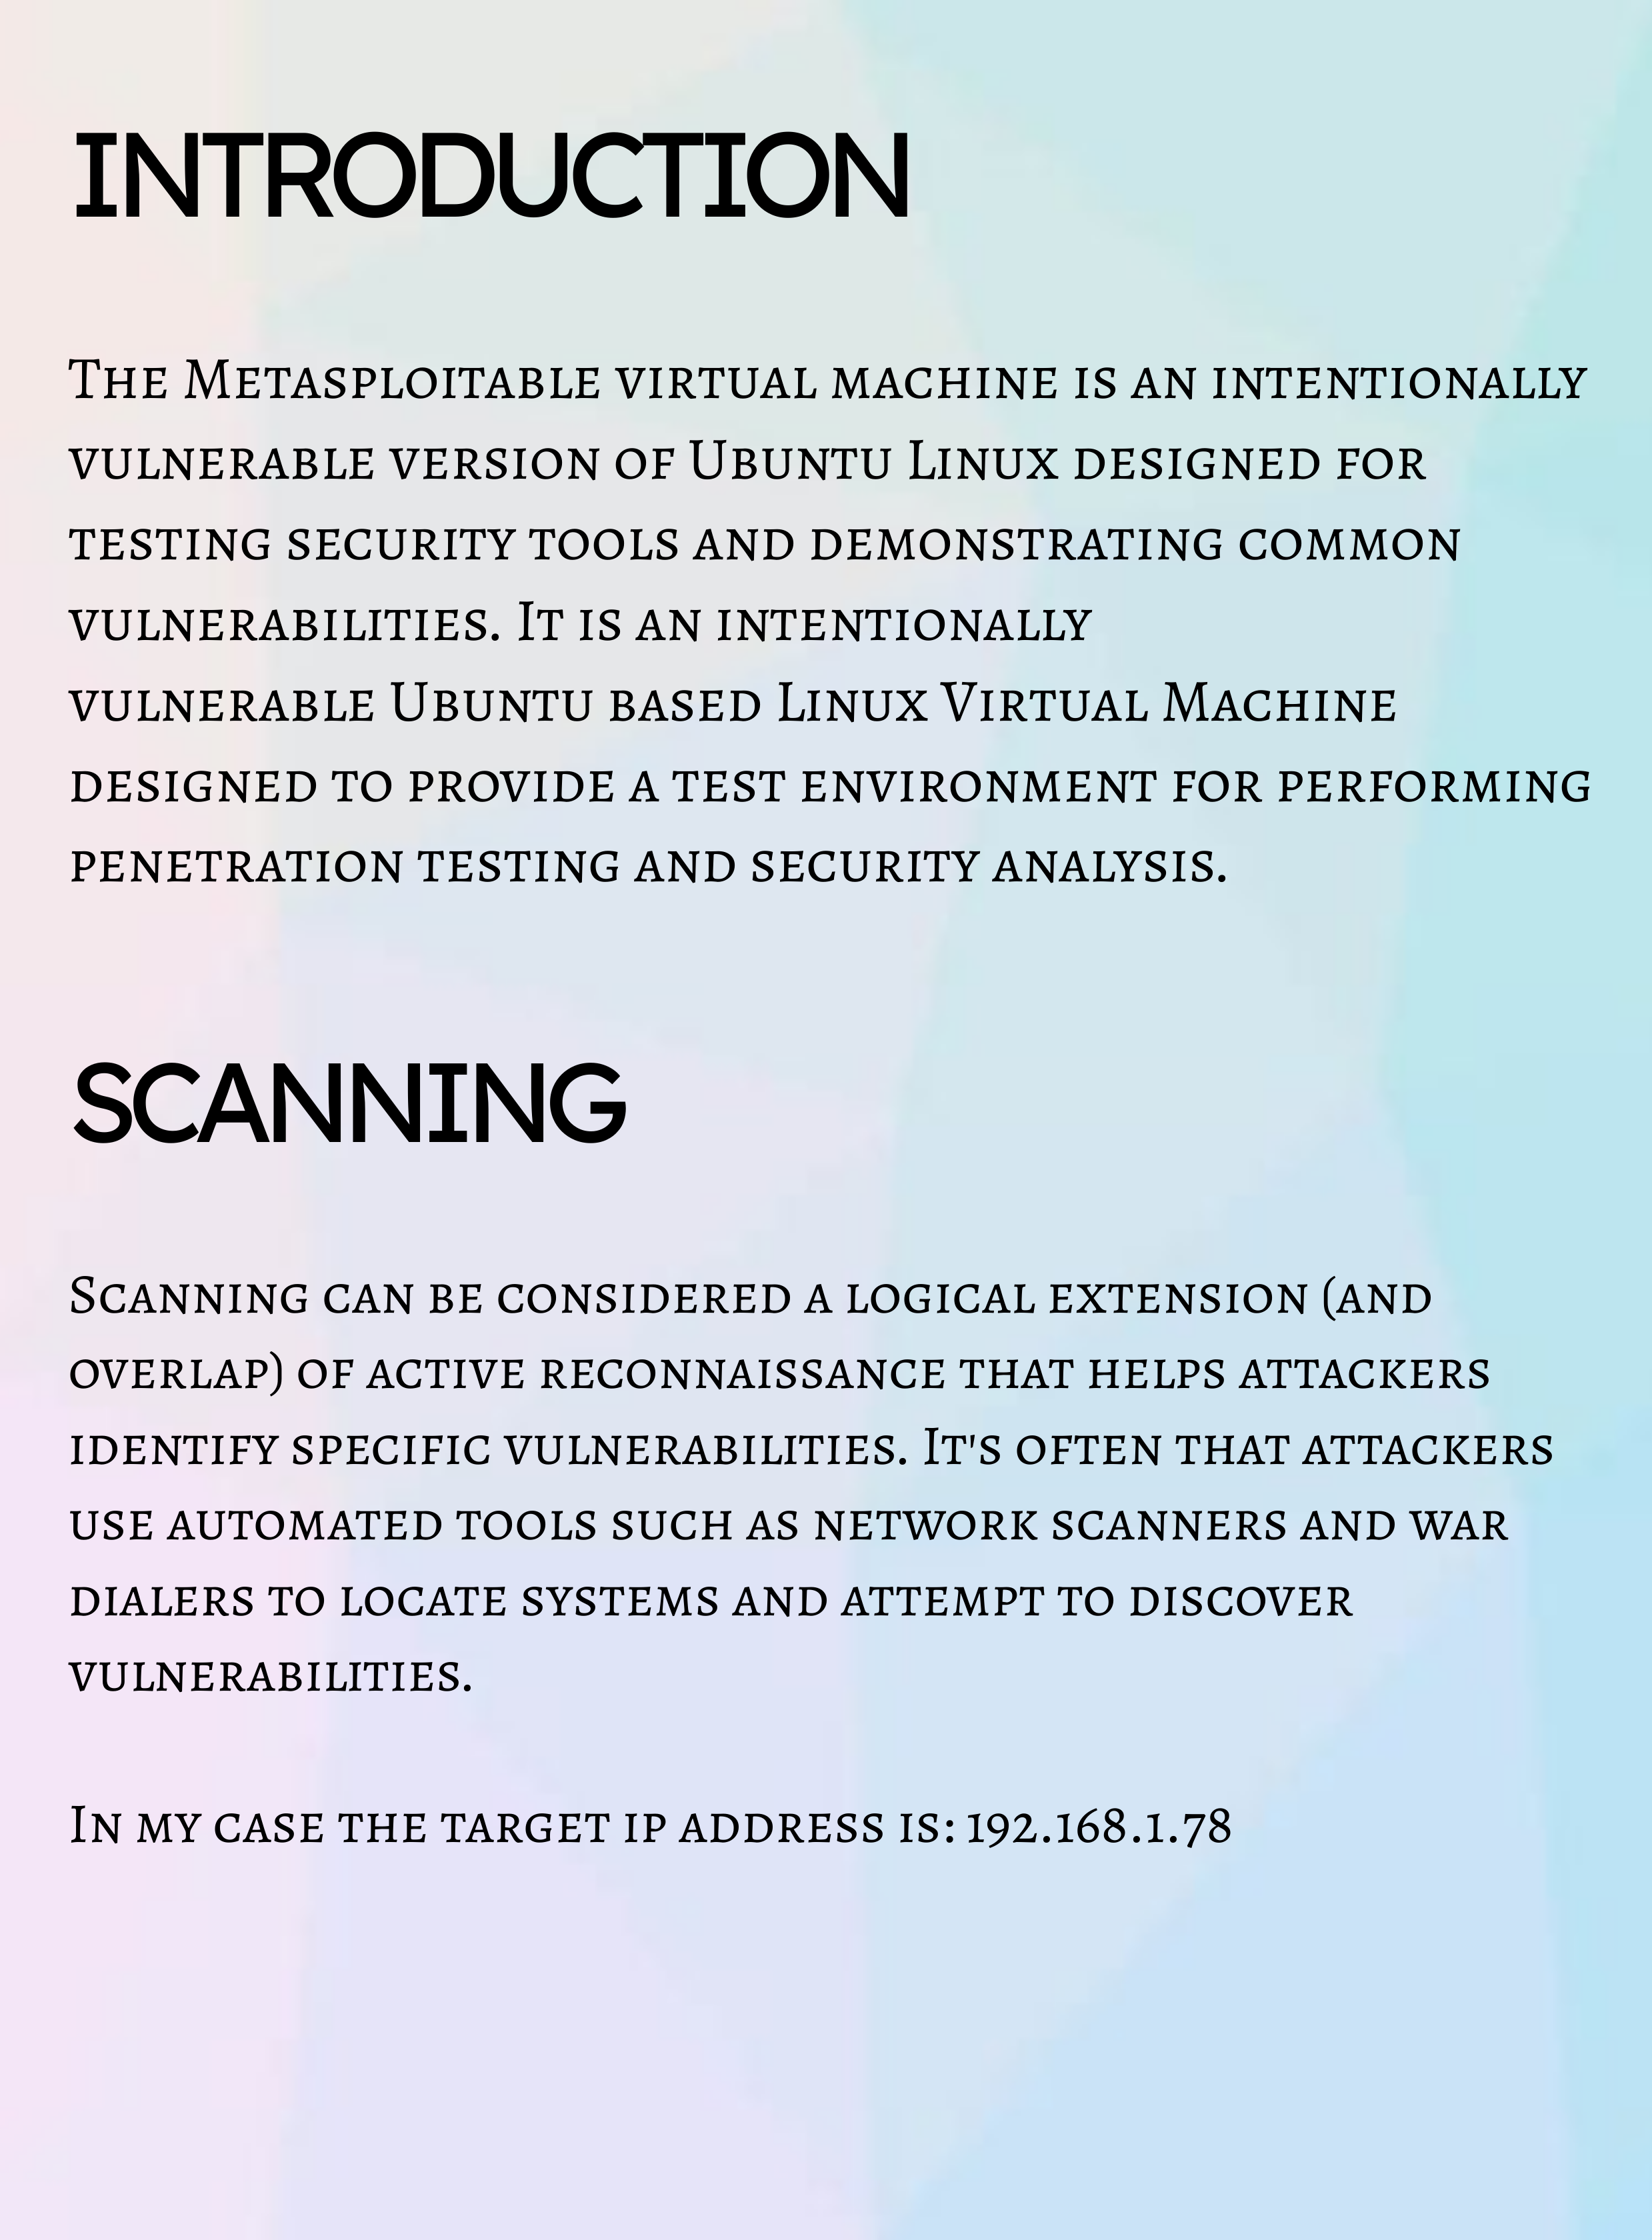 INTRODUCTION
The Metasploitable virtual machine is an intentionally
vulnerable version of Ubuntu Linux designed for
testing security tools and demonstrating common
vulnerabilities. It is an intentionally
vulnerable Ubuntu based Linux Virtual Machine
designed to provide a test environment for performing
penetration testing and security analysis.
SCANNING
Scanning can be considered a logical extension (and
overlap) of active reconnaissance that helps attackers
identify specific vulnerabilities. It's often that attackers
use automated tools such as network scanners and war
dialers to locate systems and attempt to discover
vulnerabilities.
In my case the target ip address is: 192.168.1.78